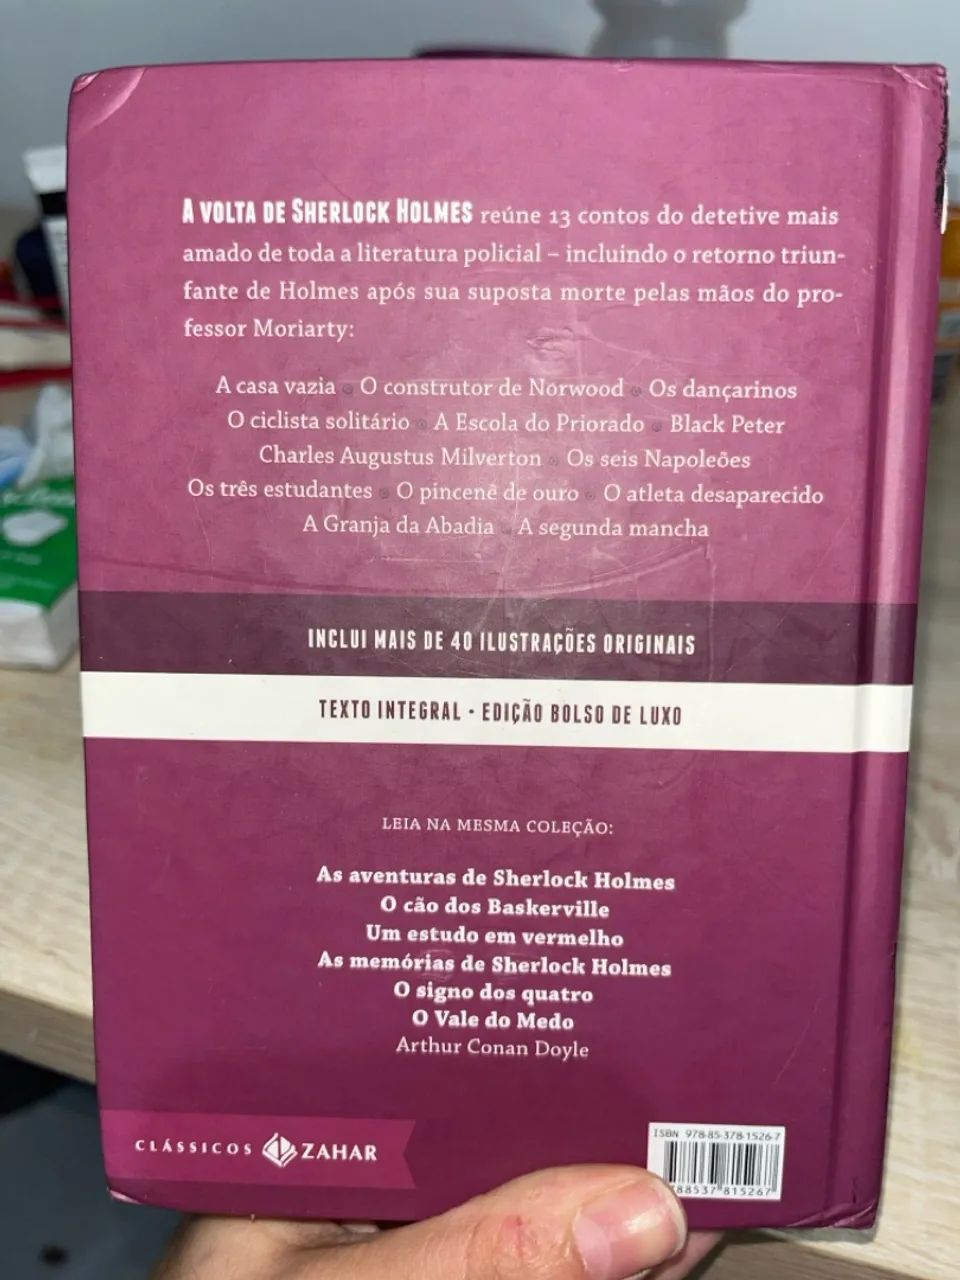 A VOLTA DE SHERLOCK HOLMES reúne 13 contos do detetive mais
amado de toda a literatura policial – incluindo o retorno triun-
fante de Holmes após sua suposta morte pelas mãos do pro-
fessor Moriarty:
A casa vazia • O construtor de Norwood • Os dançarinos
O ciclista solitário • A Escola do Priorado • Black Peter
Charles Augustus Milverton • Os seis Napoleões
Os três estudantes • O pincenê de ouro • O atleta desaparecido
A Granja da Abadia • A segunda mancha
INCLUI MAIS DE 40 ILUSTRAÇÕES ORIGINAIS
TEXTO INTEGRAL • EDIÇÃO BOLSO DE LUXO
LEIA NA MESMA COLEÇÃO:
As aventuras de Sherlock Holmes
O cão dos Baskerville
Um estudo em vermelho
As memórias de Sherlock Holmes
O signo dos quatro
O Vale do Medo
Arthur Conan Doyle
CLÁSSICOS ZAHAR
ISBN 978-85-378-1526-7
788537 815267